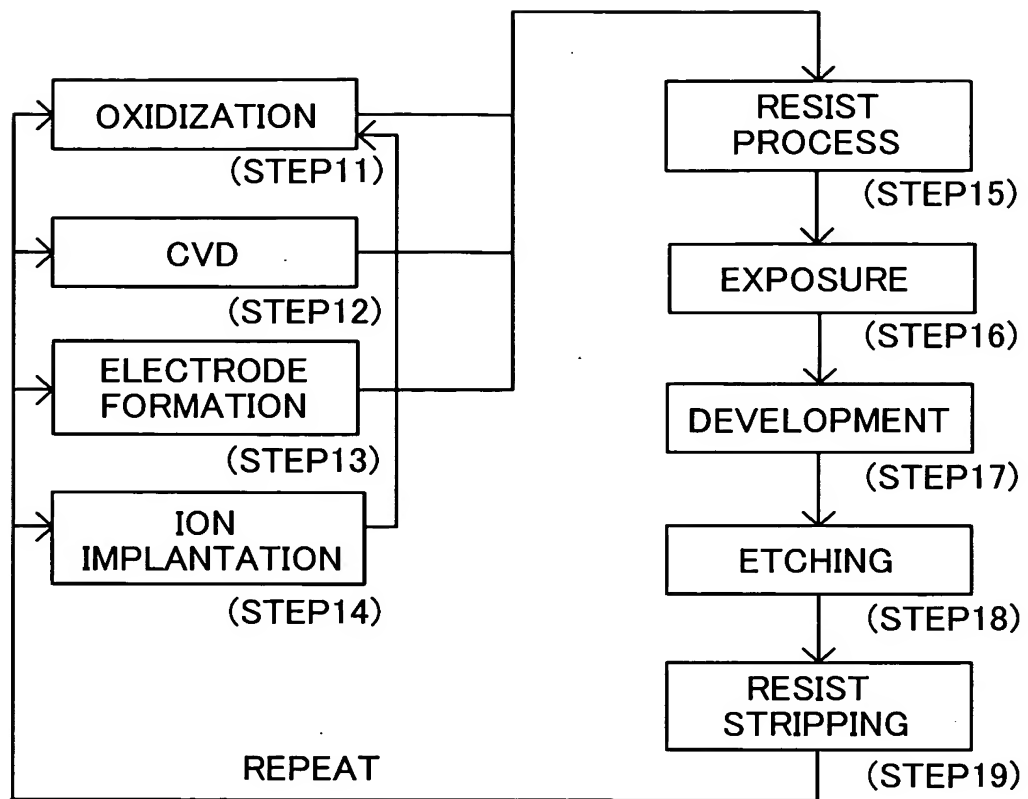 OXIDIZATION
(STEP11)
CVD
(STEP12)
ELECTRODE
FORMATION
(STEP13)
ION
IMPLANTATION
(STEP14)
RESIST
PROCESS
(STEP15)
EXPOSURE
(STEP16)
DEVELOPMENT
(STEP17)
ETCHING
(STEP18)
RESIST
STRIPPING
(STEP19)
REPEAT